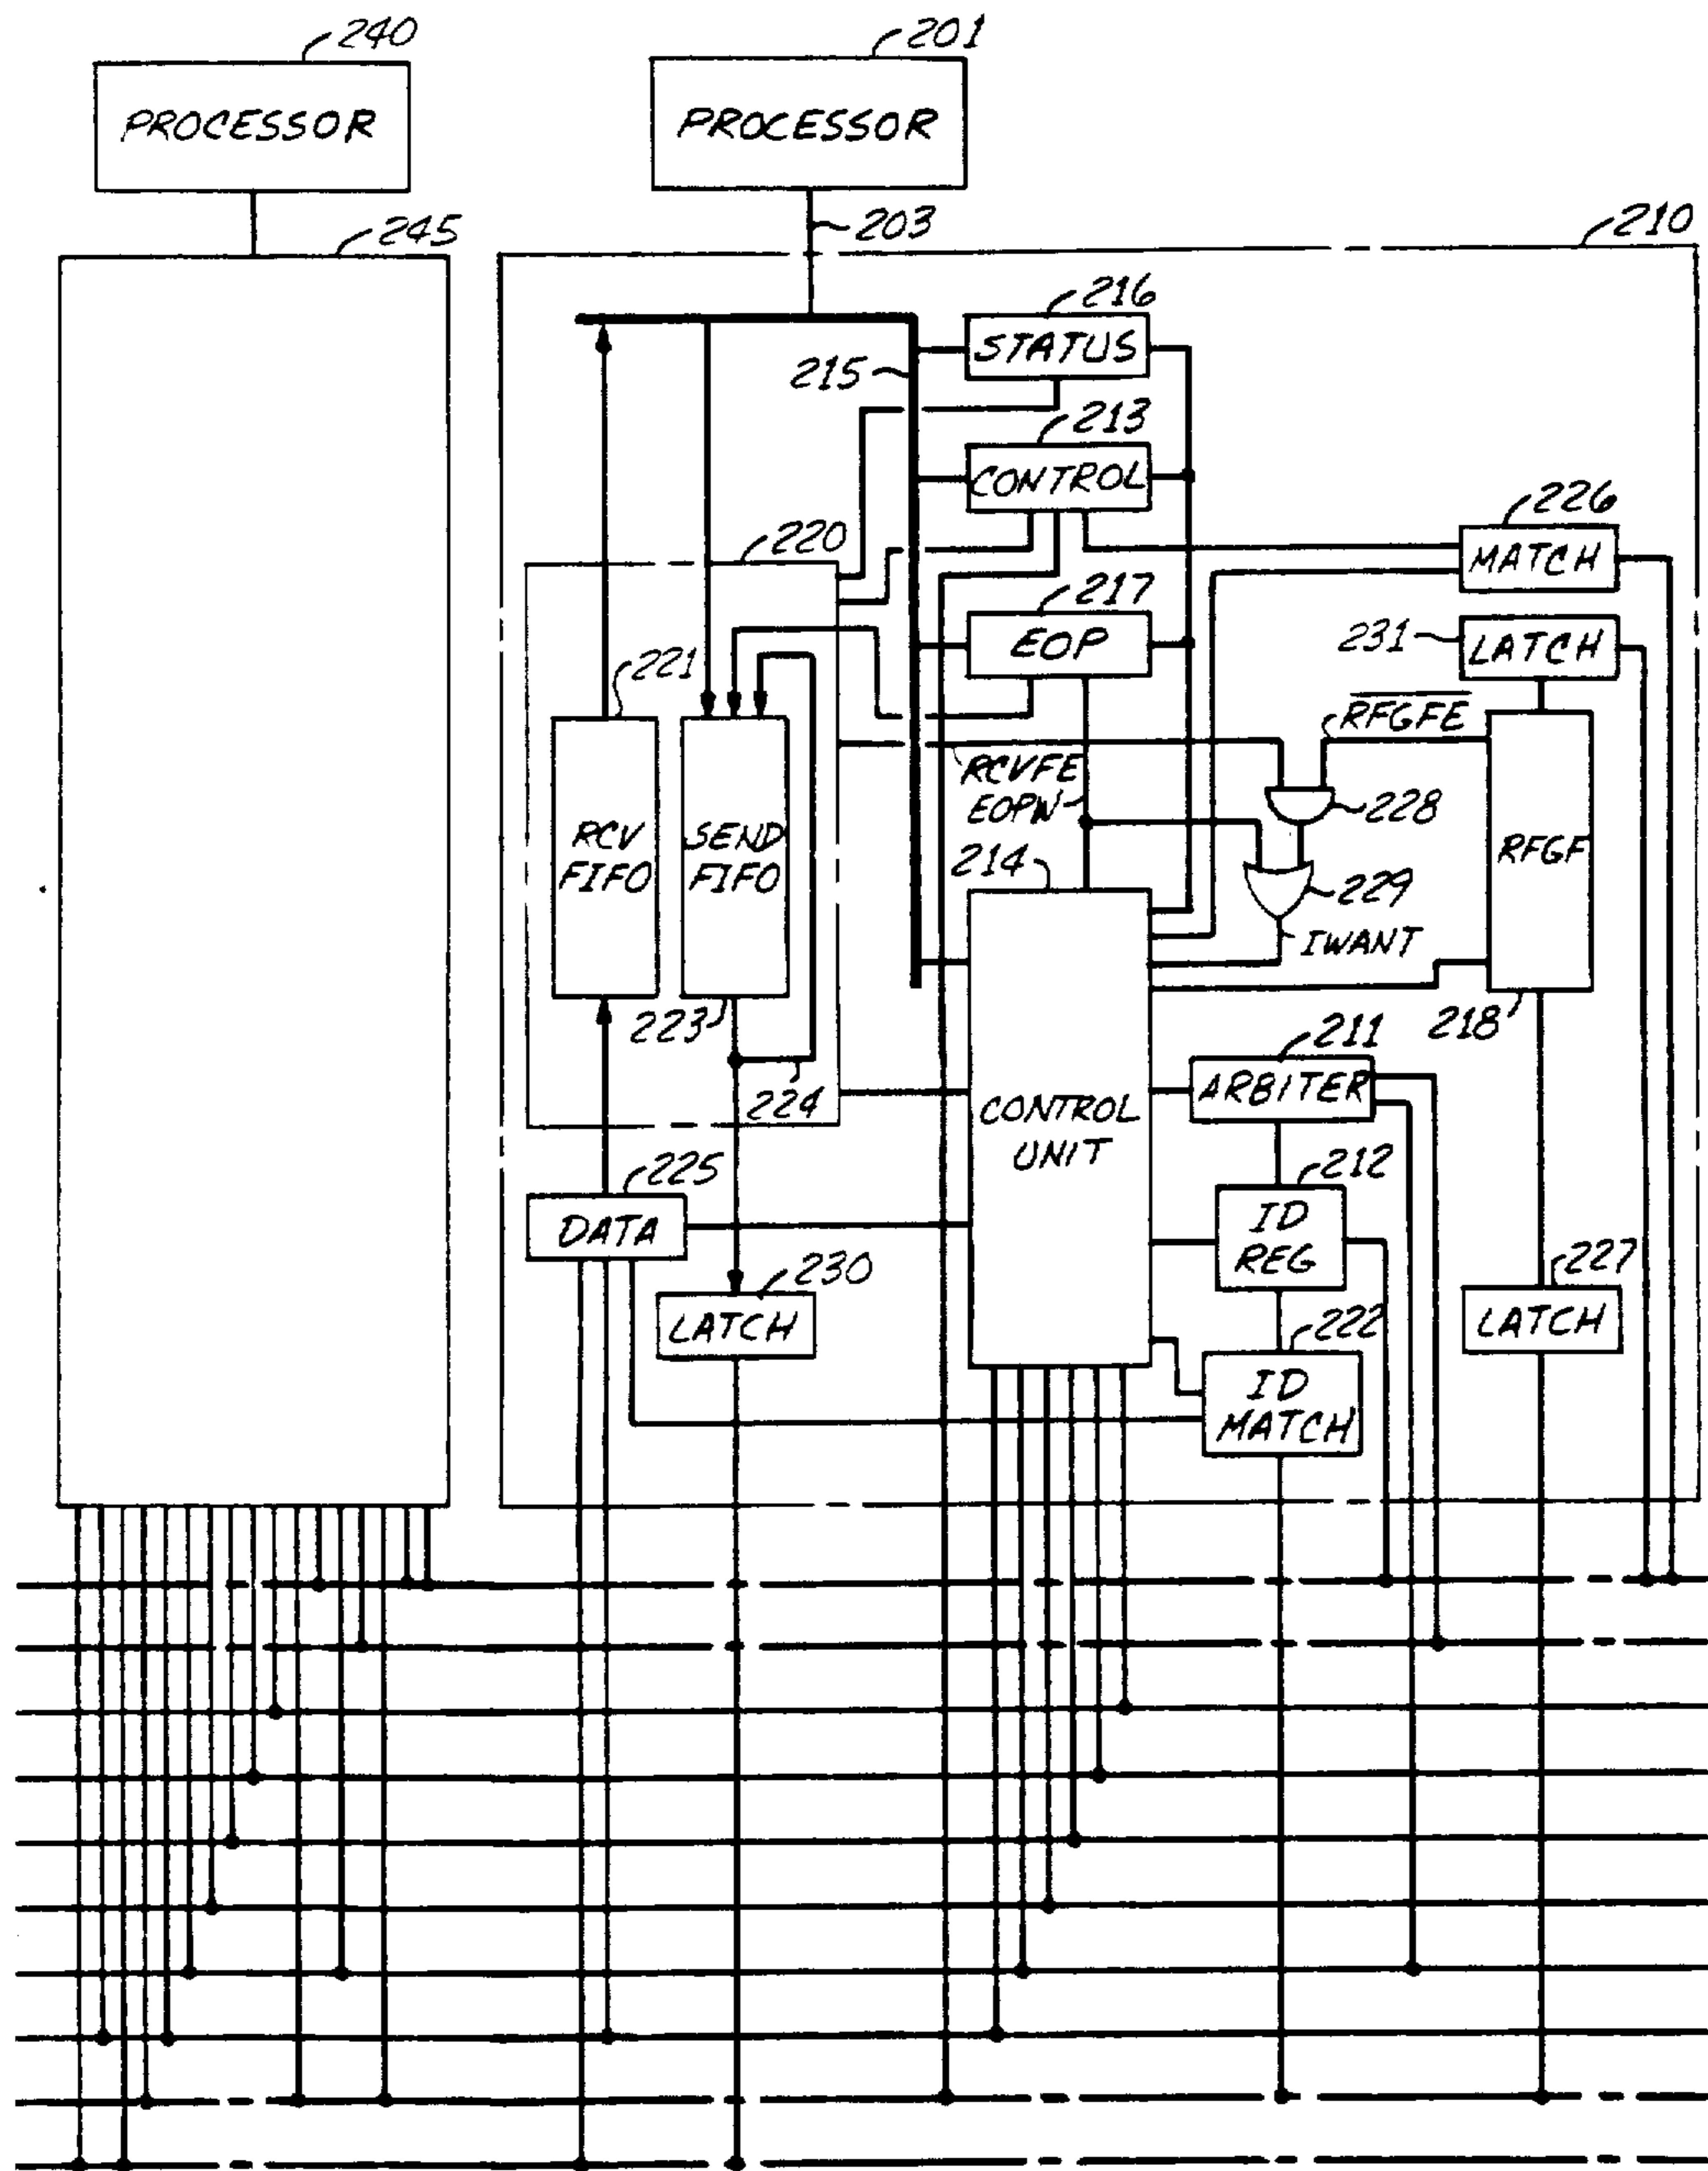 240
201
PROCESSOR
PROCESSOR
203
245
210
216
STATUS
215
213
CONTROL
226
MATCH
220
217
EOP
231
LATCH
221
RFGFE
RCVFE
EOPW
228
RCV
FIFO
SEND
FIFO
RFGF
214
229
IWANT
223
218
211
ARBITER
224
CONTROL
UNIT
225
212
DATA
ID
REG
230
227
LATCH
LATCH
222
ID
MATCH